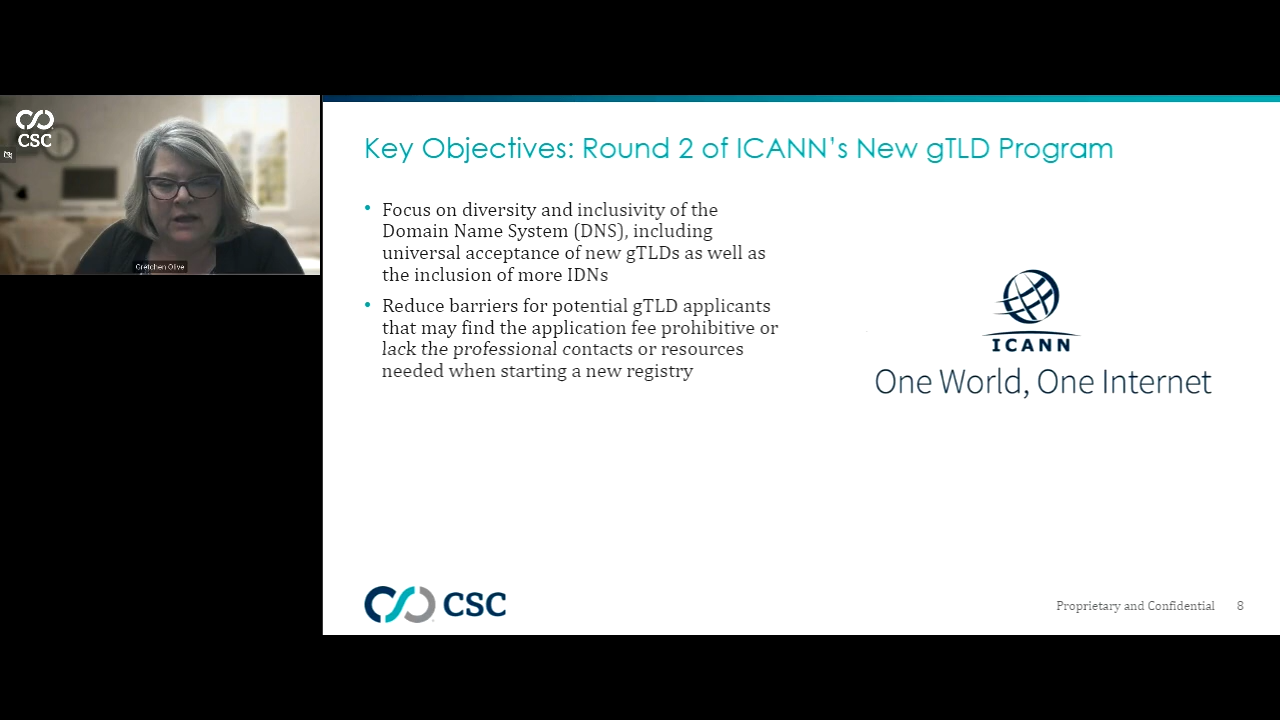 CSC
Gretchen Olive
Key Objectives: Round 2 of ICANN's New gTLD Program
• Focus on diversity and inclusivity of the
Domain Name System (DNS), including
universal acceptance of new gTLDs as well as
the inclusion of more IDNs
• Reduce barriers for potential gTLD applicants
that may find the application fee prohibitive or
lack the professional contacts or resources
needed when starting a new registry
ICANN
One World, One Internet
CSC
Proprietary and Confidential 8